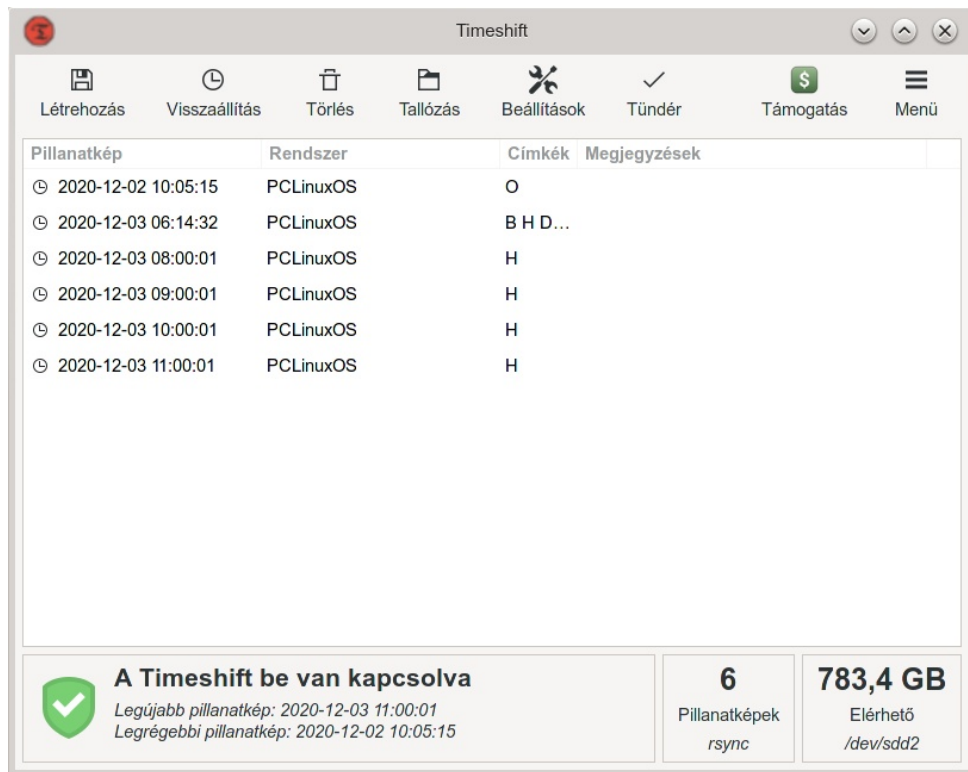 Timeshift
Létrehozás Visszaállítás Törlés Tallózás Beállítások Tündér Támogatás Menü
Pillanatkép Rendszer Címkék Megjegyzések
2020-12-02 10:05:15 PCLinuxOS O
2020-12-03 06:14:32 PCLinuxOS B H D…
2020-12-03 08:00:01 PCLinuxOS H
2020-12-03 09:00:01 PCLinuxOS H
2020-12-03 10:00:01 PCLinuxOS H
2020-12-03 11:00:01 PCLinuxOS H
A Timeshift be van kapcsolva
Legújabb pillanatkép: 2020-12-03 11:00:01
Legrégebbi pillanatkép: 2020-12-02 10:05:15
6
Pillanatképek
rsync
783,4 GB
Elérhető
/dev/sdd2